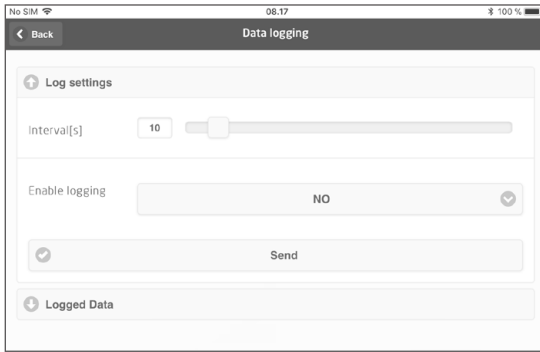 No SIM 08.17 100 %
Back Data logging
Log settings
Interval[s] 10
Enable logging NO
Send
Logged Data